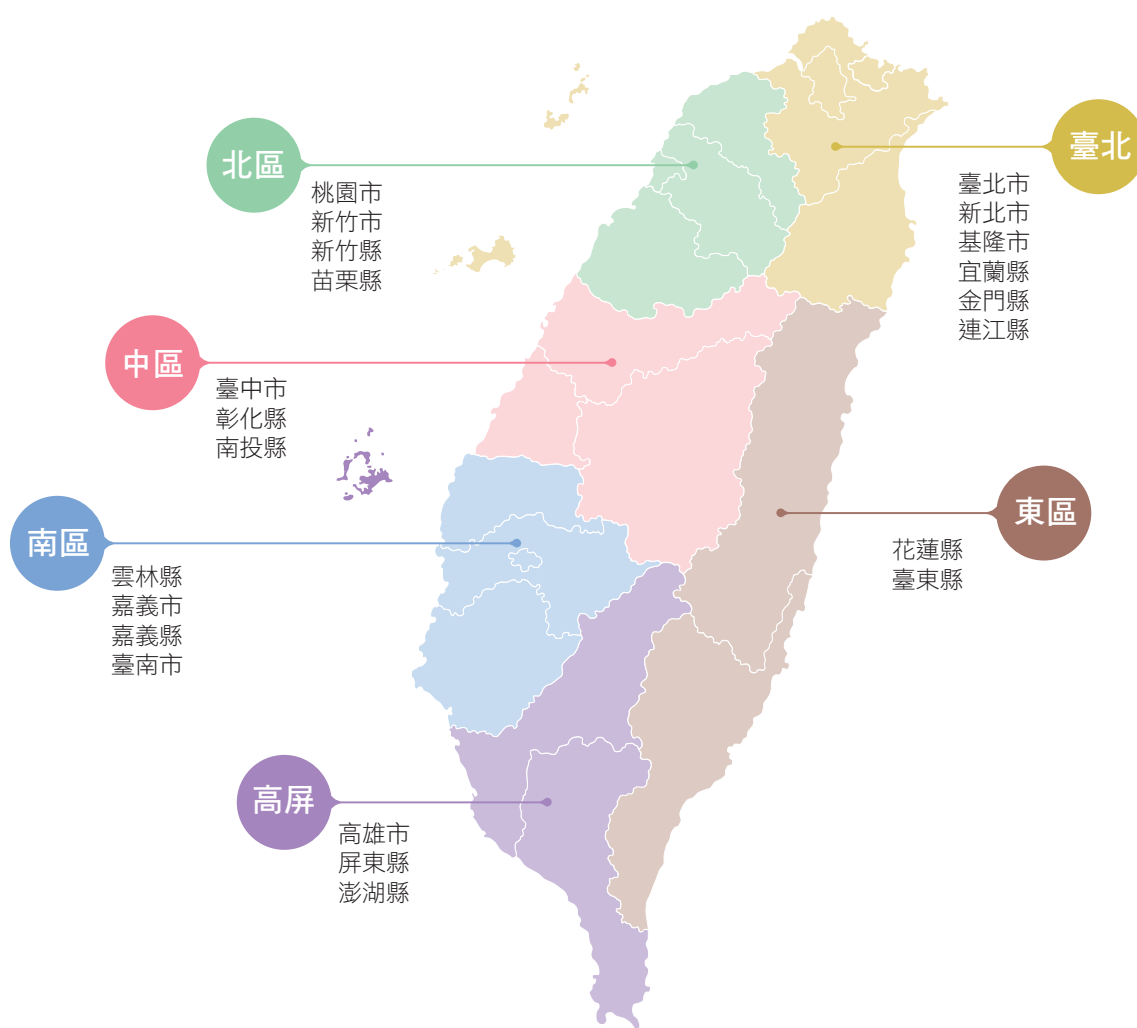 臺北
臺北市
新北市
基隆市
宜蘭縣
金門縣
連江縣
北區
桃園市
新竹市
新竹縣
苗栗縣
中區
臺中市
彰化縣
南投縣
南區
雲林縣
嘉義市
嘉義縣
臺南市
東區
花蓮縣
臺東縣
高屏
高雄市
屏東縣
澎湖縣